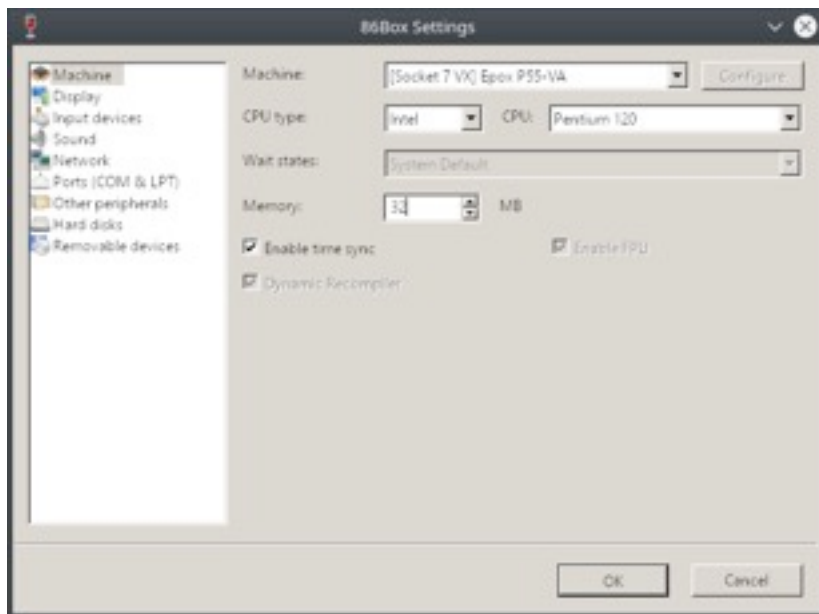 86Box Settings
Machine
Display
Input devices
Sound
Network
Ports (COM & LPT)
Other peripherals
Hard disks
Removable devices
Machine: [Socket 7 VX] Epox P55-VA Configure
CPU type: Intel CPU: Pentium 120
Wait states: System Default
Memory: 32 MB
Enable time sync Enable FPU
Dynamic Recompiler
OK Cancel